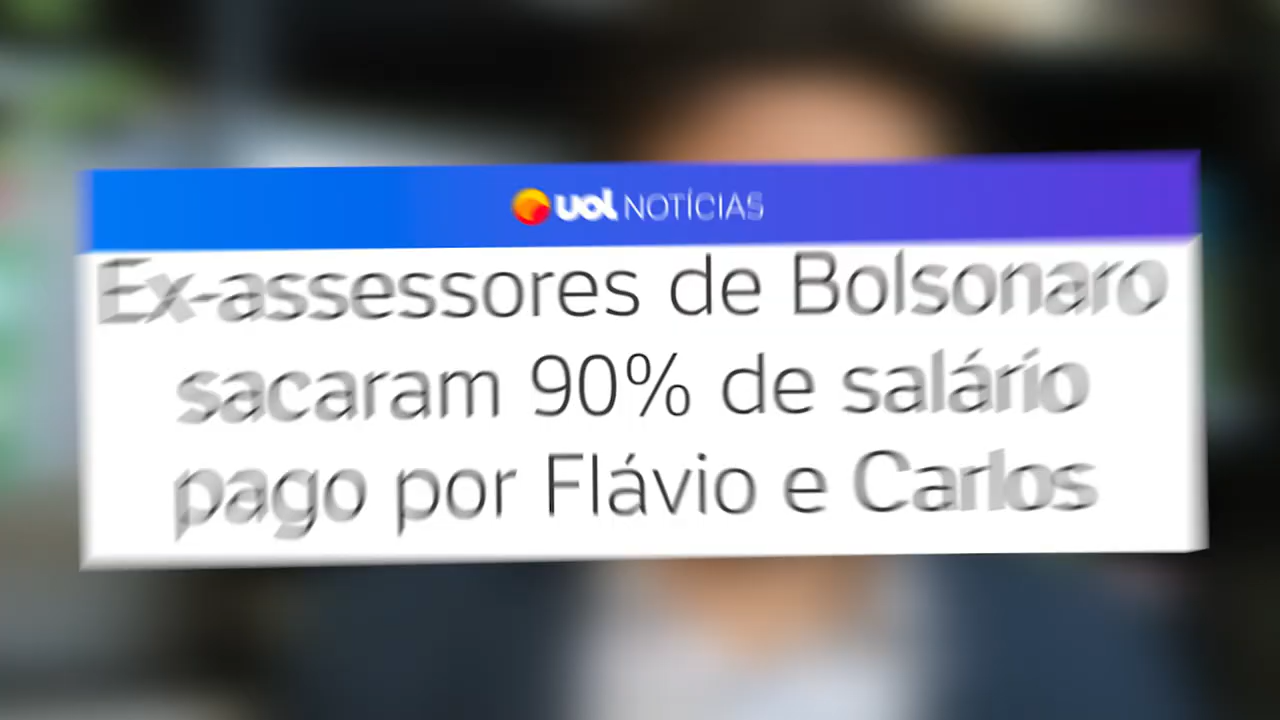 uol NOTÍCIAS
Ex-assessores de Bolsonaro
sacaram 90% de salário
pago por Flávio e Carlos